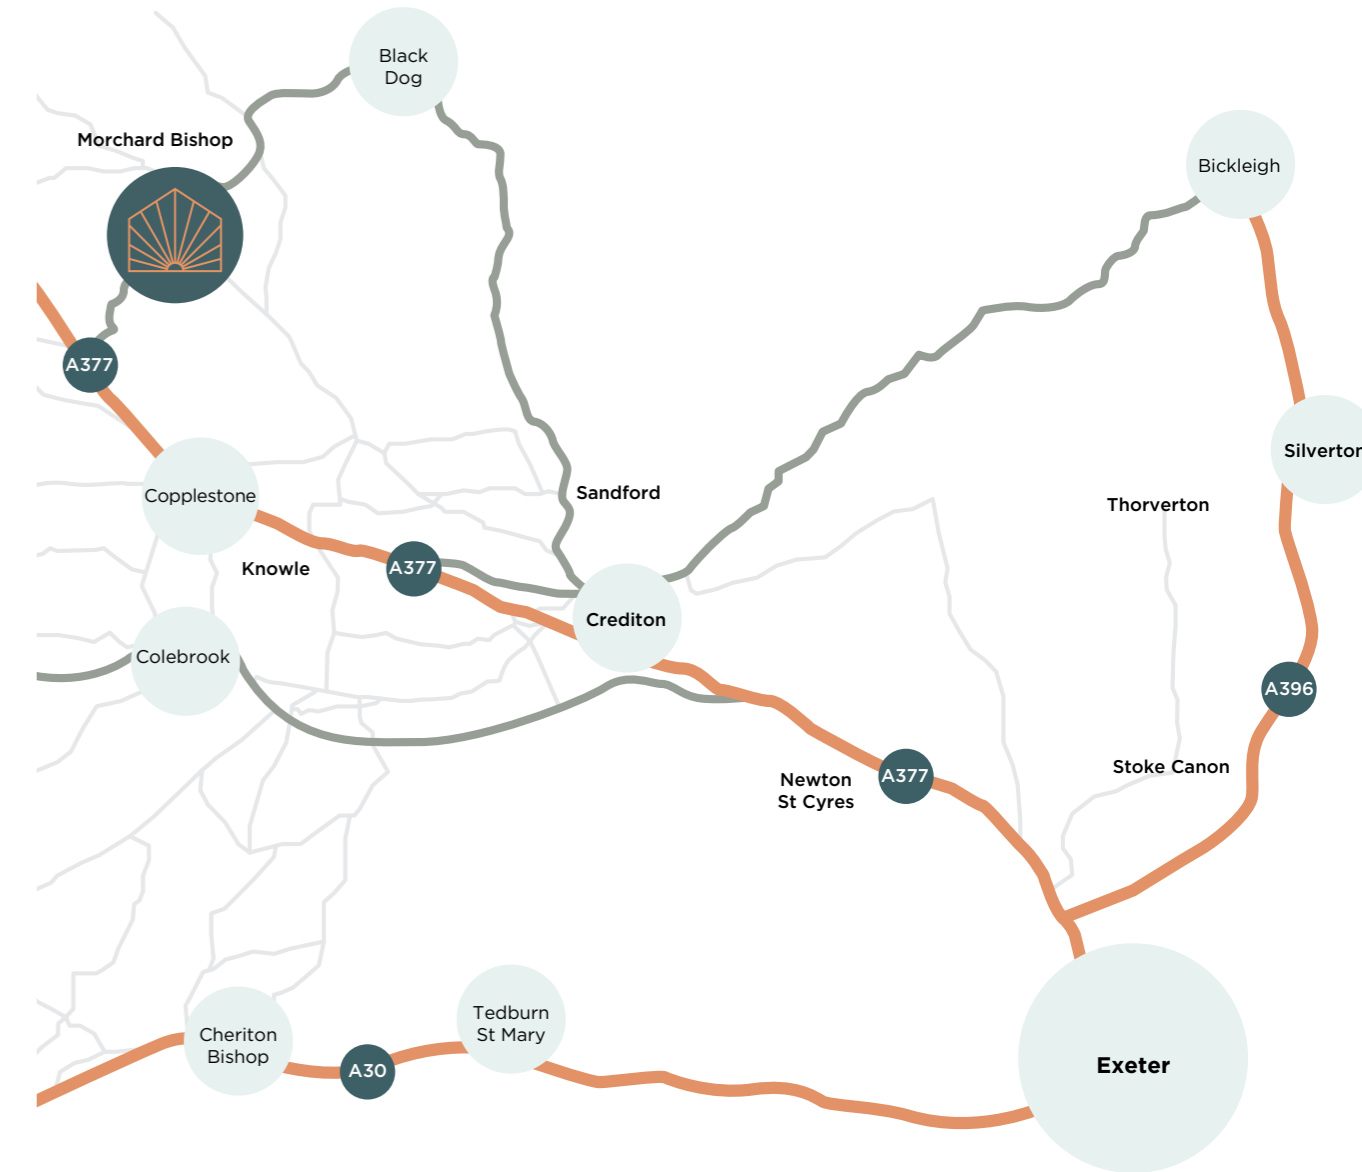 Black
Dog
Morchard Bishop
Bickleigh
A377
Silverton
Copplestone
Sandford
Thorverton
Knowle
A377
Crediton
Colebrook
A396
Newton
St Cyres
A377
Stoke Canon
Tedburn
St Mary
Cheriton
Bishop
A30
Exeter